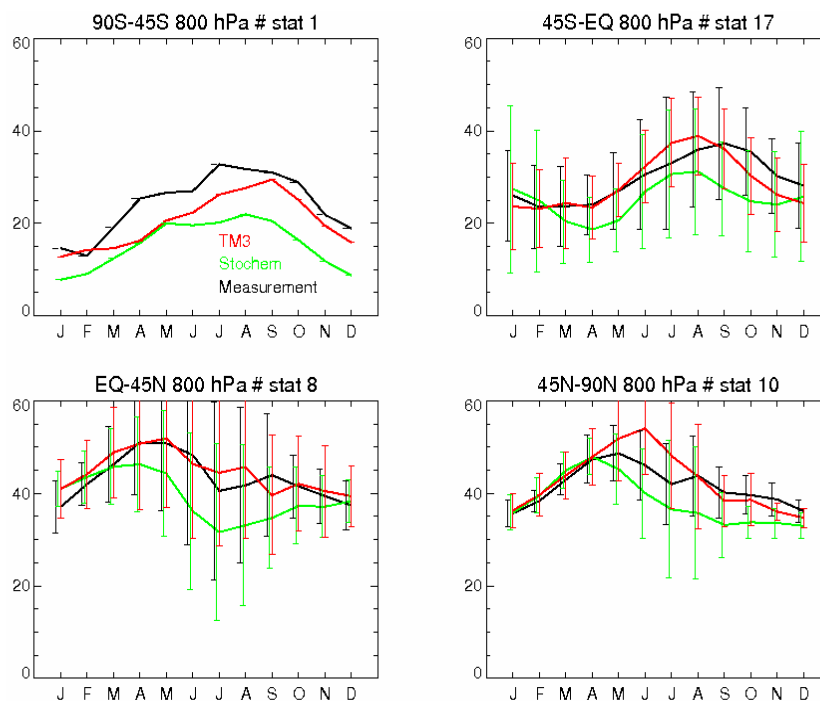 90S-45S 800 hPa # stat 1
60
40
20
0
TM3
Stochem
Measurement
J F M A M J J A S O N D
45S-EQ 800 hPa # stat 17
60
40
20
0
J F M A M J J A S O N D
EQ-45N 800 hPa # stat 8
60
40
20
0
J F M A M J J A S O N D
45N-90N 800 hPa # stat 10
60
40
20
0
J F M A M J J A S O N D